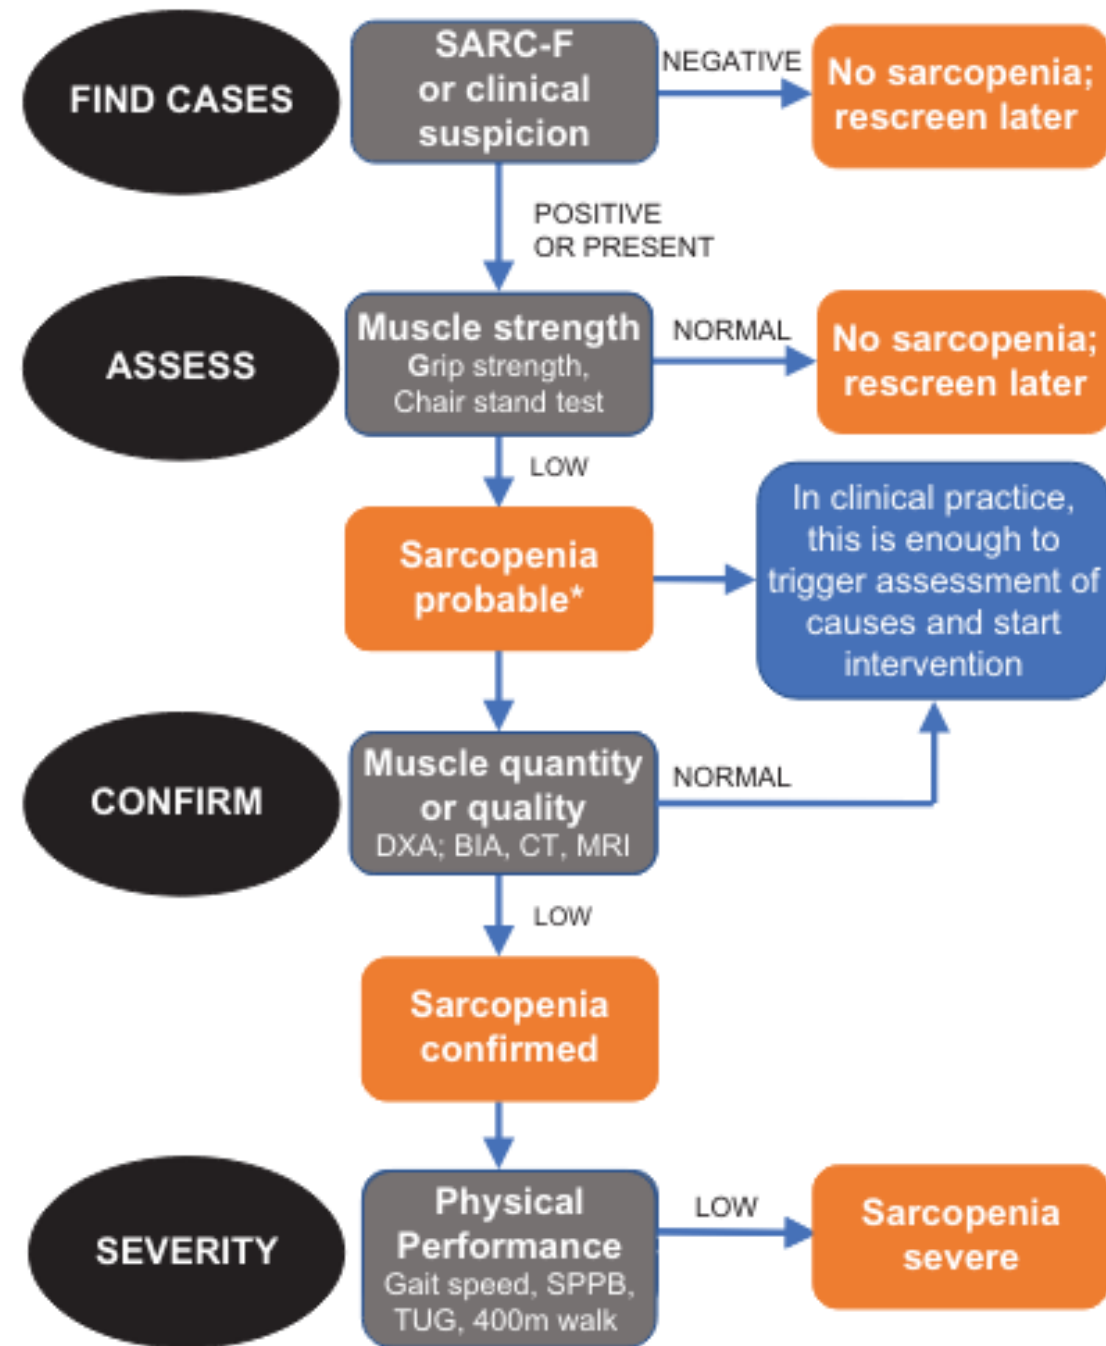 FIND CASES
SARC-F
or clinical
suspicion
NEGATIVE
No sarcopenia;
rescreen later
POSITIVE
OR PRESENT
ASSESS
Muscle strength
Grip strength,
Chair stand test
NORMAL
No sarcopenia;
rescreen later
LOW
Sarcopenia
probable*
In clinical practice,
this is enough to
trigger assessment of
causes and start
intervention
CONFIRM
Muscle quantity
or quality
DXA; BIA, CT, MRI
NORMAL
LOW
Sarcopenia
confirmed
SEVERITY
Physical
Performance
Gait speed, SPPB,
TUG, 400m walk
LOW
Sarcopenia
severe